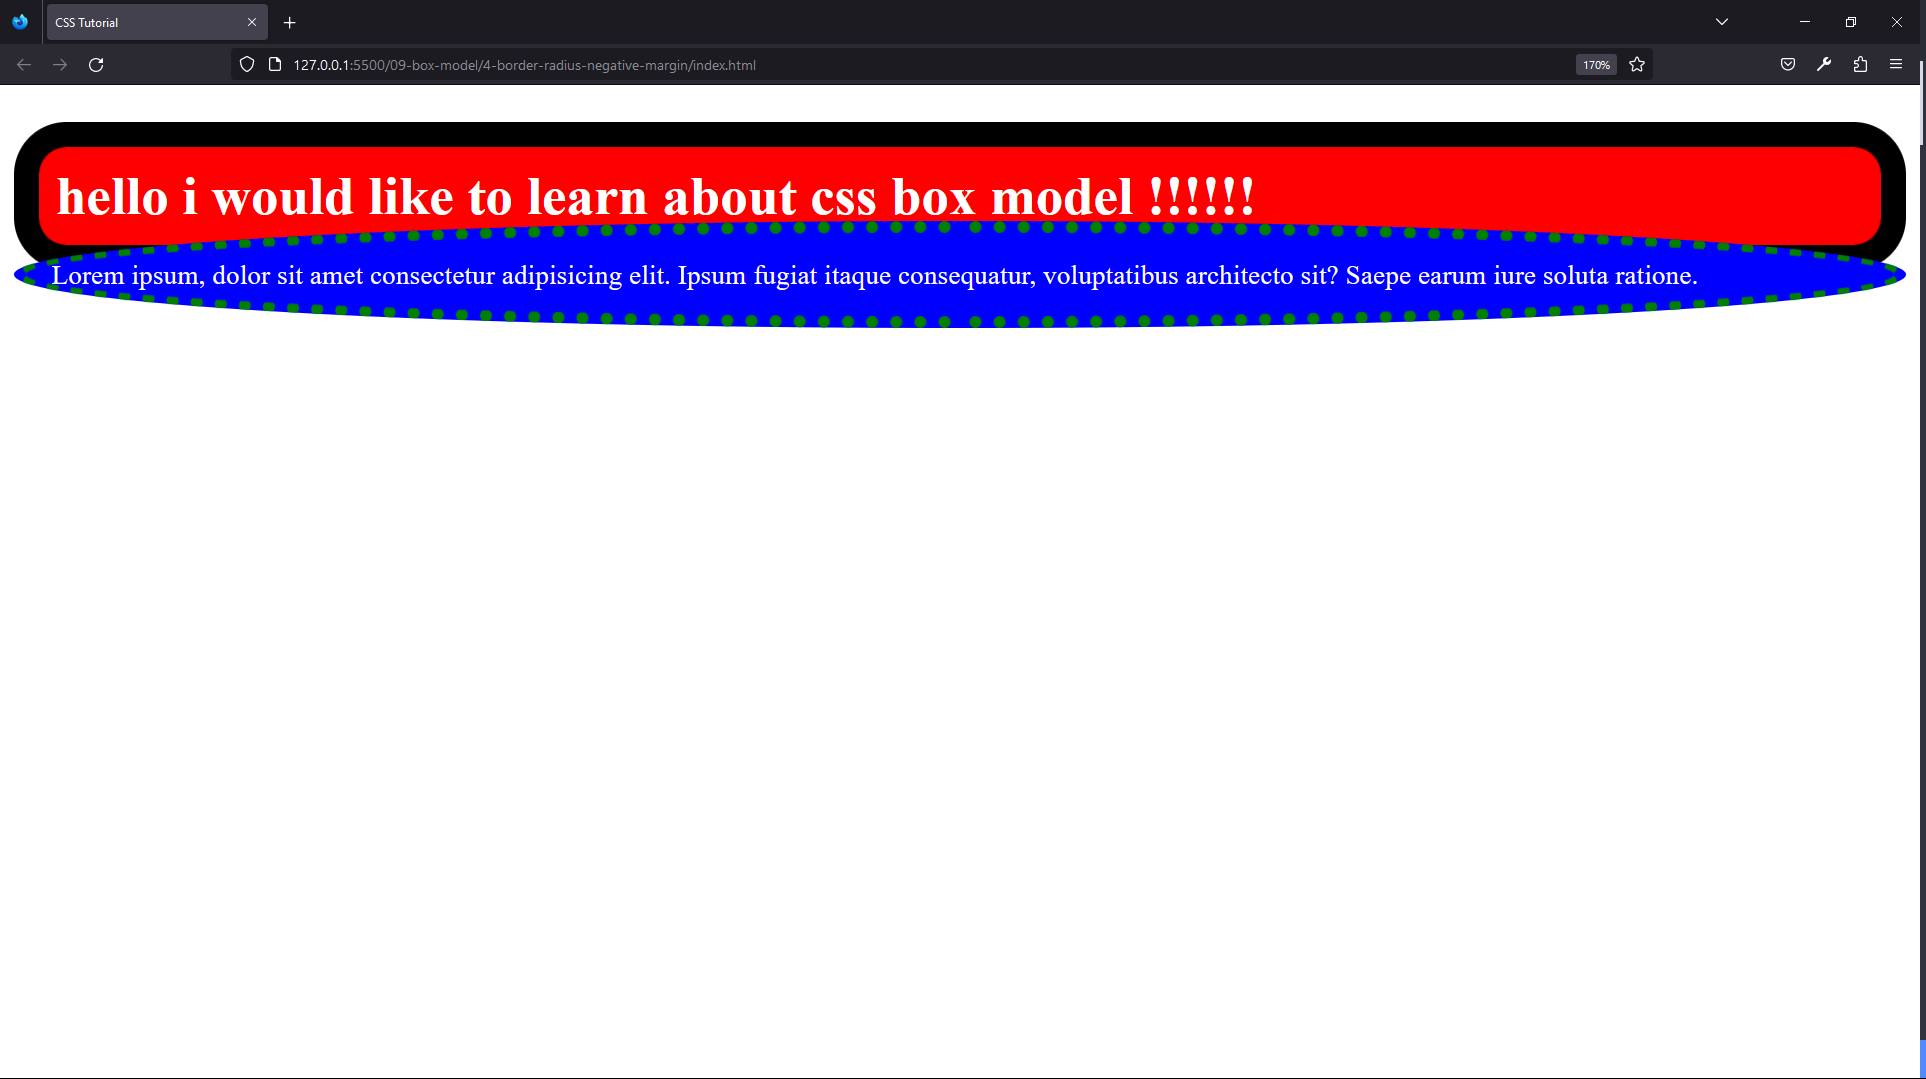 CSS Tutorial
127.0.0.1:5500/09-box-model/4-border-radius-negative-margin/index.html
170%
hello i would like to learn about css box model !!!!!!
Lorem ipsum, dolor sit amet consectetur adipisicing elit. Ipsum fugiat itaque consequatur, voluptatibus architecto sit? Saepe earum iure soluta ratione.